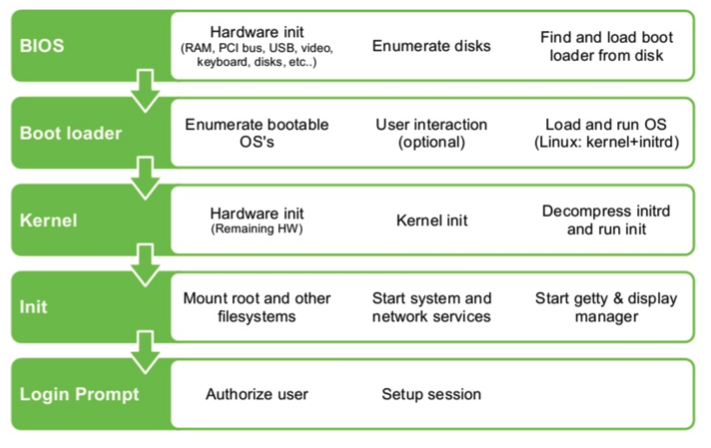 BIOS
Hardware init
(RAM, PCI bus, USB, video,
keyboard, disks, etc..)
Enumerate disks
Find and load boot
loader from disk
Boot loader
Enumerate bootable
OS's
User interaction
(optional)
Load and run OS
(Linux: kernel+initrd)
Kernel
Hardware init
(Remaining HW)
Kernel init
Decompress initrd
and run init
Init
Mount root and other
filesystems
Start system and
network services
Start getty & display
manager
Login Prompt
Authorize user
Setup session